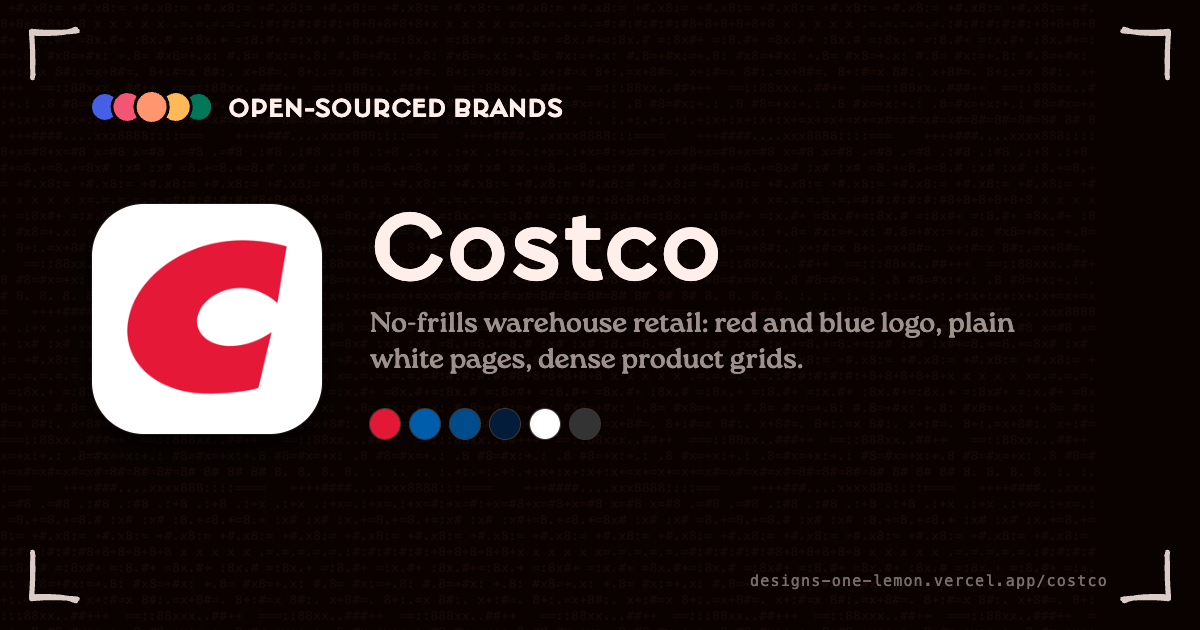 OPEN-SOURCED BRANDS
Costco
No-frills warehouse retail: red and blue logo, plain
white pages, dense product grids.
designs-one-lemon.vercel.app/costco